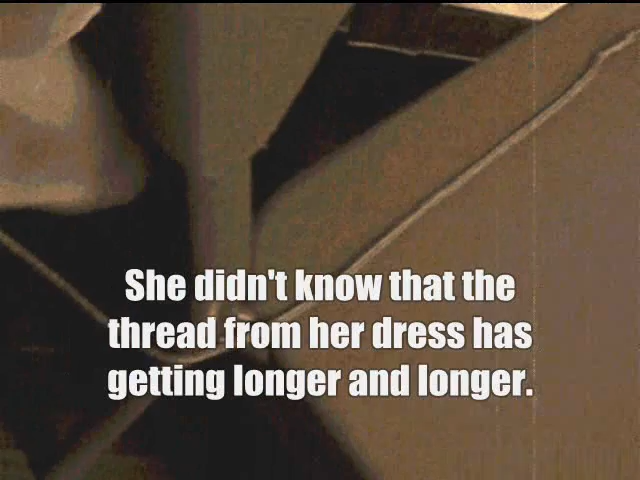 She didn't know that the
thread from her dress has
getting longer and longer.